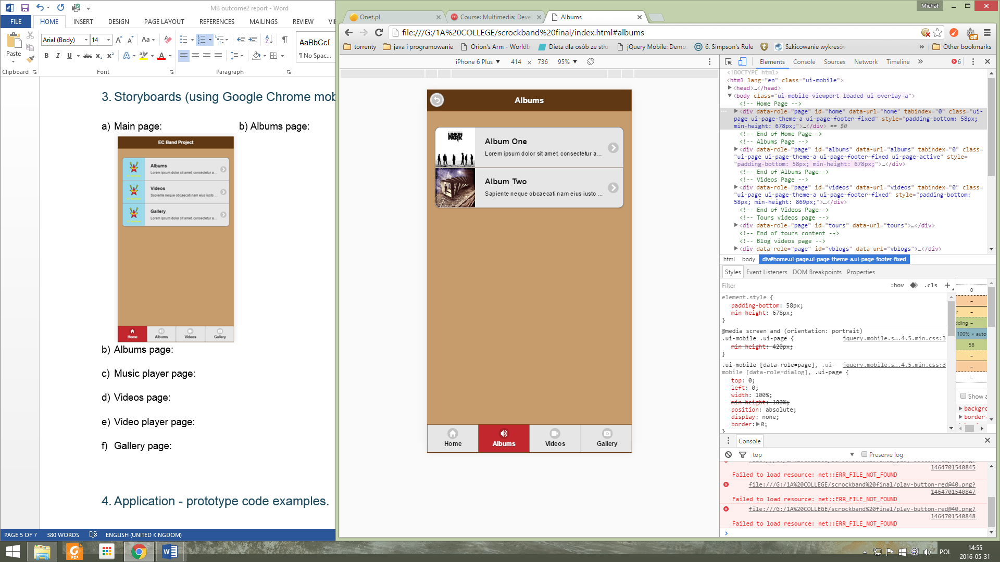 MB outcome2 report - Word
FILE
HOME
INSERT
DESIGN
PAGE LAYOUT
REFERENCES
MAILINGS
REVIEW
Arial (Body)
14
Aa
AaBbCcD
Paste
B I U abc x₂ x²
¶ No Spac...
Clipboard
Font
Paragraph
3. Storyboards (using Google Chrome mob
a) Main page:
b) Albums page:
EC Band Project
Albums
Lorem ipsum dolor sit amet, consectetur a...
Videos
Sapiente neque obcaecati nam eius iusto ...
Gallery
Lorem ipsum dolor sit amet, consectetur a...
Home
Albums
Videos
Gallery
b) Albums page:
c) Music player page:
d) Videos page:
e) Video player page:
f) Gallery page:
4. Application - prototype code examples.
PAGE 5 OF 7
380 WORDS
ENGLISH (UNITED KINGDOM)
Michał
Onet.pl
Course: Multimedia: Deve
Albums
file:///G:/1A%20COLLEGE/scrockband%20final/index.html#albums
torrenty
java i programowanie
Orion's Arm - Worldb
Dieta dla osób ze stłu
jQuery Mobile: Demo
6. Simpson's Rule
Szkicowanie wykresów
»
Other bookmarks
iPhone 6 Plus ▼
414 × 736
95% ▼
Albums
LINKIN PARK
Album One
Lorem ipsum dolor sit amet, consectetur a...
Album Two
Sapiente neque obcaecati nam eius iusto ...
Home
Albums
Videos
Gallery
Elements
Console
Sources
Network
Timeline
»
6
<!DOCTYPE html>
<html lang="en" class="ui-mobile">
<head>…</head>
<body class="ui-mobile-viewport loaded ui-overlay-a">
<!-- Home Page -->
<div data-role="page" id="home" data-url="home" tabindex="0" class="ui-
page ui-page-theme-a ui-page-footer-fixed" style="padding-bottom: 58px;
min-height: 678px;">…</div> == $0
<!-- End of Home Page-->
<!-- Albums Page -->
<div data-role="page" id="albums" data-url="albums" tabindex="0" class=
"ui-page ui-page-theme-a ui-page-footer-fixed ui-page-active" style=
"padding-bottom: 58px; min-height: 678px;">…</div>
<!-- End of Albums Page-->
<!-- Videos Page -->
<div data-role="page" id="videos" data-url="videos" tabindex="0" class=
"ui-page ui-page-theme-a ui-page-footer-fixed" style="padding-bottom:
58px; min-height: 869px;">…</div>
<!-- End of Videos Page-->
<!-- Tours videos page -->
<div data-role="page" id="tours" data-url="tours">…</div>
<!-- End of tours content -->
<!-- Blog videos page -->
<div data-role="page" id="vblogs" data-url="vblogs">…</div>
html
body
div#home.ui-page.ui-page-theme-a.ui-page-footer-fixed
Styles
Event Listeners
DOM Breakpoints
Properties
Filter
:hov
.cls
+
element.style {
padding-bottom: 58px;
min-height: 678px;
}
@media screen and (orientation: portrait)
.ui-mobile .ui-page {
jquery.mobile.s….4.5.min.css:3
min-height: 420px;
}
.ui-mobile [data-role=page], .ui-
jquery.mobile.s….4.5.min.css:3
mobile [data-role=dialog], .ui-page {
top: 0;
left: 0;
width: 100%;
min-height: 100%;
position: absolute;
display: none;
border: 0;
}
0
–
r –
dding –
100% × auto
58
–
–
–
Show a
backgro
border-
Console
top
Preserve log
1464701540845
Failed to load resource: net::ERR_FILE_NOT_FOUND
file:///G:/1A%20COLLEGE/scrockband%20final/play-button-red@40.png?
1464701540847
Failed to load resource: net::ERR_FILE_NOT_FOUND
file:///G:/1A%20COLLEGE/scrockband%20final/play-button-red@40.png?
1464701540848
Failed to load resource: net::ERR_FILE_NOT_FOUND
PDF
POL
14:55
2016-05-31